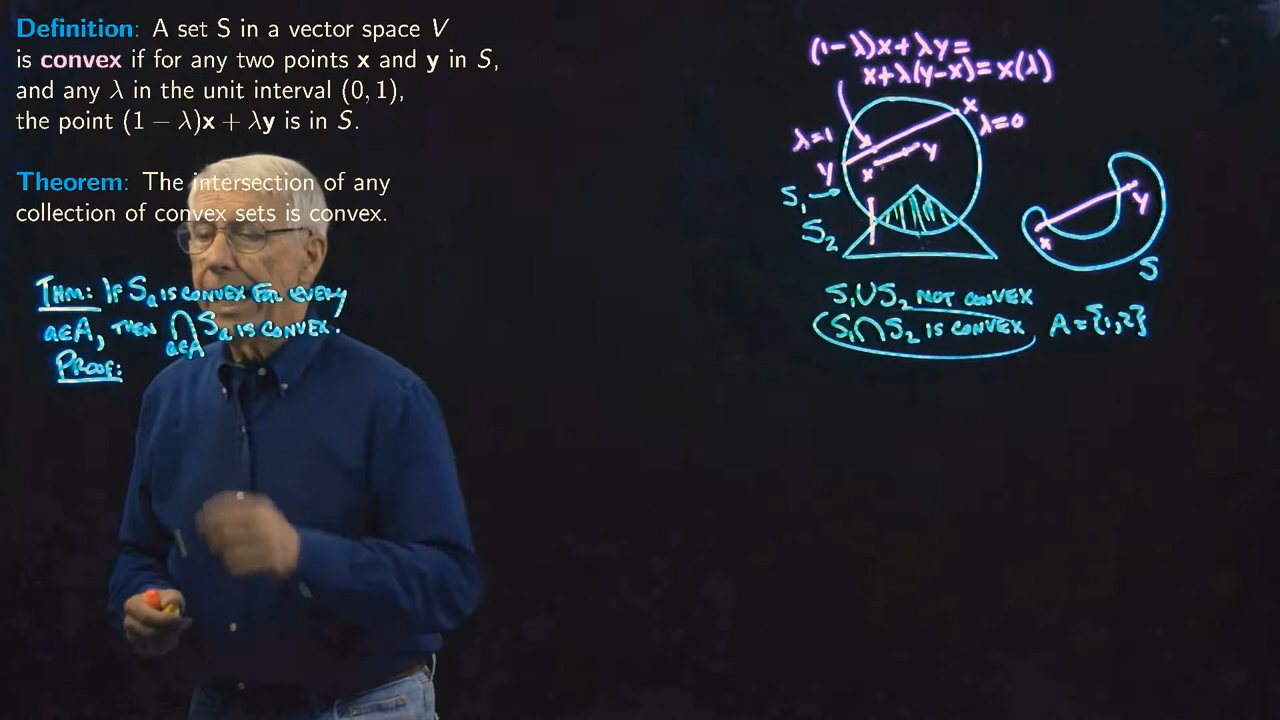 Definition: A set S in a vector space V
is convex if for any two points x and y in S,
and any λ in the unit interval (0, 1),
the point (1 − λ)x + λy is in S.
Theorem: The intersection of any
collection of convex sets is convex.
THM: IF Sₐ IS CONVEX FOR EVERY
a∈A, THEN ⋂ Sₐ IS CONVEX.
a∈A
PROOF:
(1-λ)x+λy=
x+λ(y-x)=x(λ)
x
λ=0
λ=1
y
y
x
S₁→
S₂
y
x
S
S₁∪S₂ NOT CONVEX
S₁∩S₂ IS CONVEX, A={1,2}